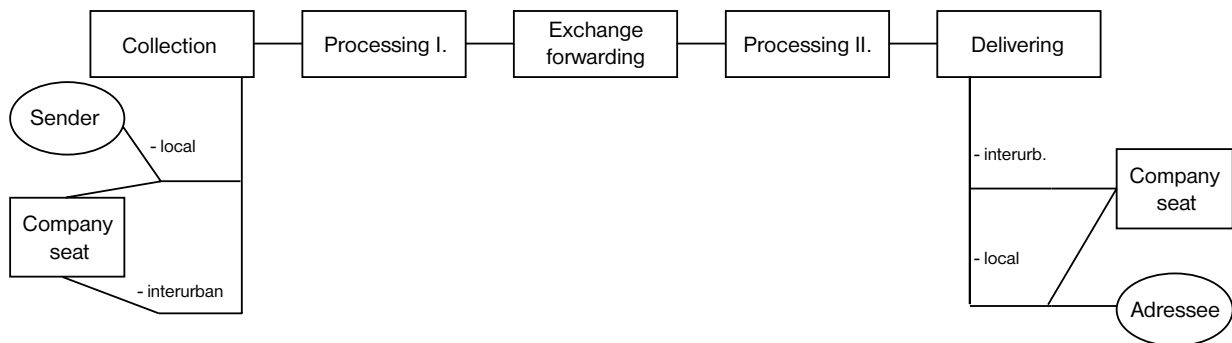 Collection
Processing I.
Exchange
forwarding
Processing II.
Delivering
Sender
- local
Company
seat
- interurban
- interurb.
Company
seat
- local
Adressee